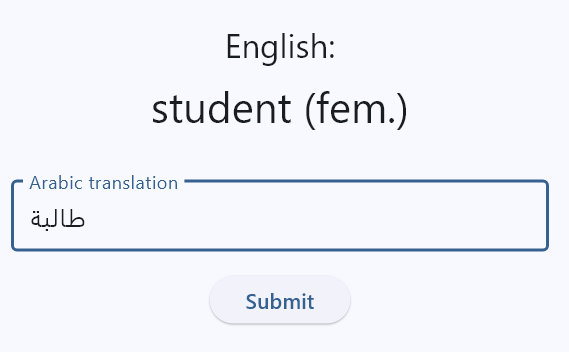 English:
student (fem.)
Arabic translation
طالبة
Submit